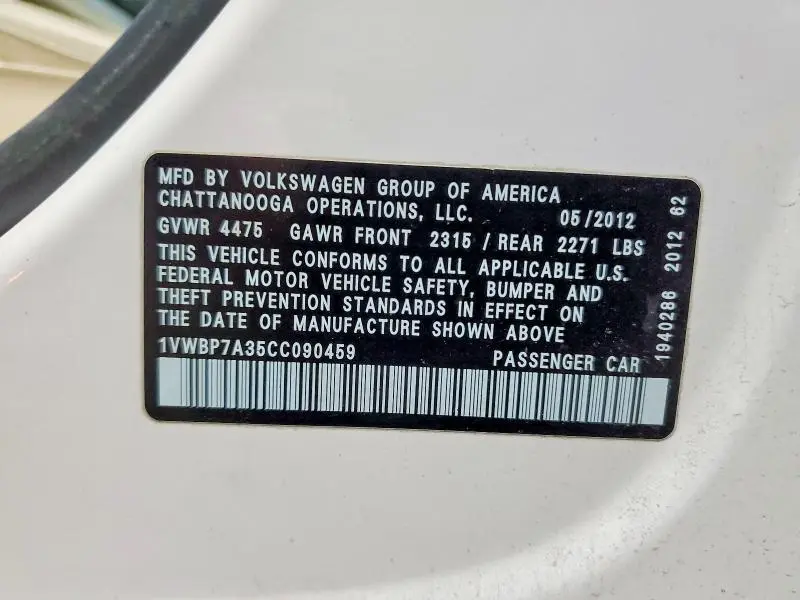 MFD BY VOLKSWAGEN GROUP OF AMERICA
CHATTANOOGA OPERATIONS, LLC. 05/2012
GVWR 4475 GAWR FRONT 2315 / REAR 2271 LBS
THIS VEHICLE CONFORMS TO ALL APPLICABLE U.S.
FEDERAL MOTOR VEHICLE SAFETY, BUMPER AND
THEFT PREVENTION STANDARDS IN EFFECT ON
THE DATE OF MANUFACTURE SHOWN ABOVE
1VWBP7A35CC090459 PASSENGER CAR
1940286 2012 62